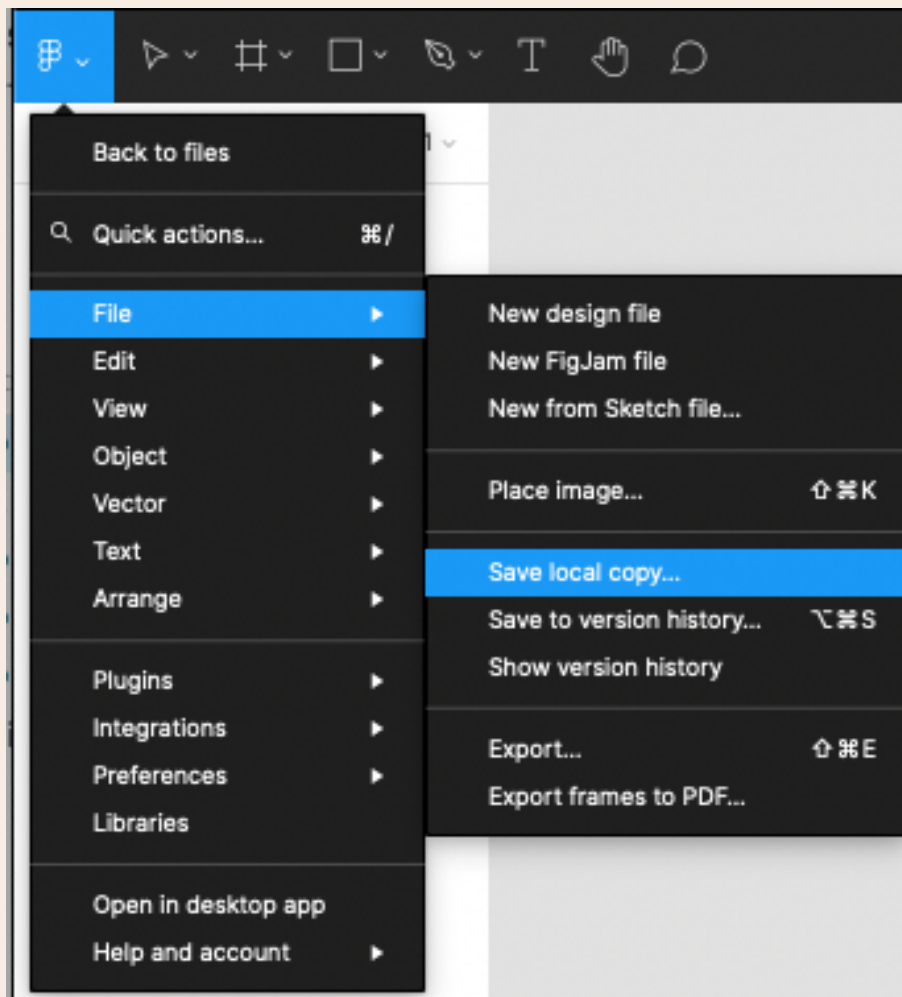 Back to files
Quick actions... ⌘/
File
Edit
View
Object
Vector
Text
Arrange
Plugins
Integrations
Preferences
Libraries
Open in desktop app
Help and account
New design file
New FigJam file
New from Sketch file...
Place image... ⇧⌘K
Save local copy...
Save to version history... ⌥⌘S
Show version history
Export... ⇧⌘E
Export frames to PDF...